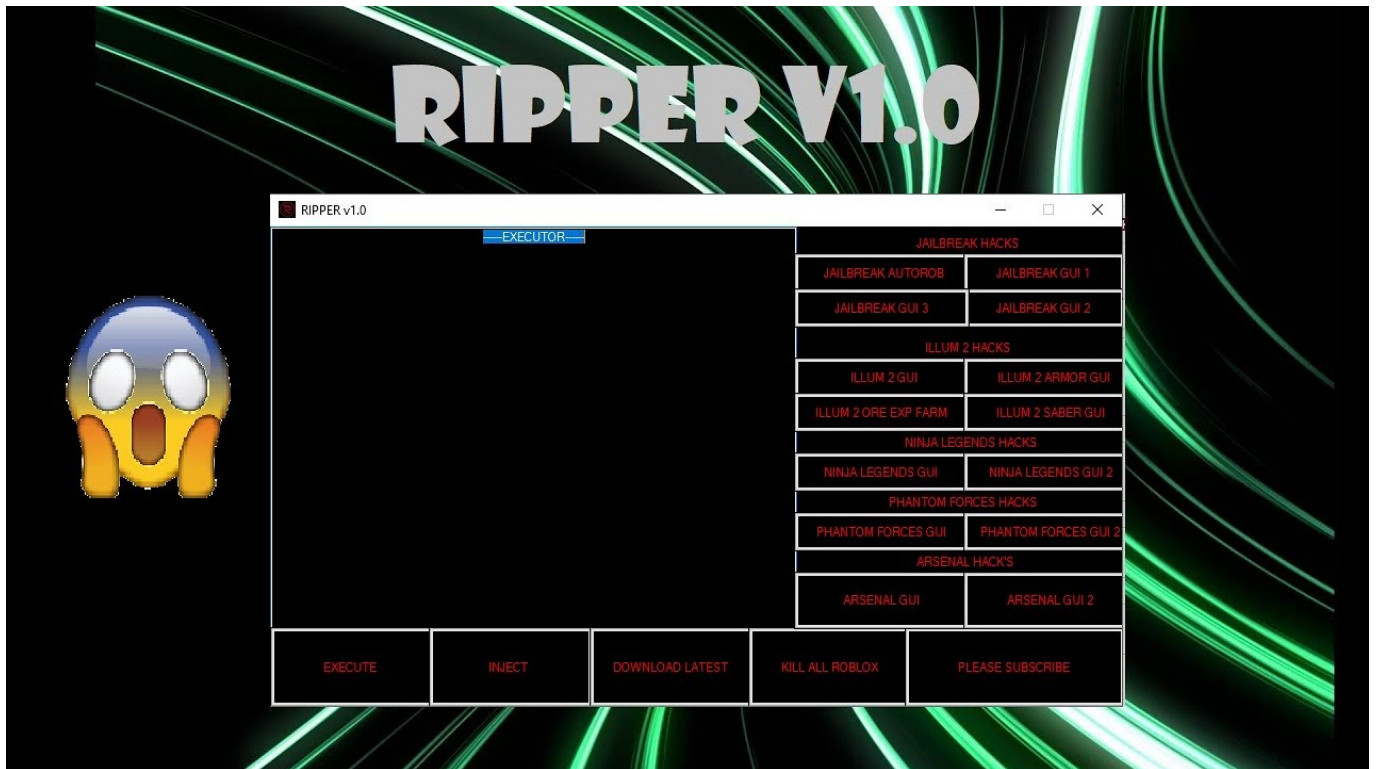 RIPPER V1.0
RIPPER v1.0
----EXECUTOR----
JAILBREAK HACKS
JAILBREAK AUTOROB
JAILBREAK GUI 1
JAILBREAK GUI 3
JAILBREAK GUI 2
ILLUM 2 HACKS
ILLUM 2 GUI
ILLUM 2 ARMOR GUI
ILLUM 2 ORE EXP FARM
ILLUM 2 SABER GUI
NINJA LEGENDS HACKS
NINJA LEGENDS GUI
NINJA LEGENDS GUI 2
PHANTOM FORCES HACKS
PHANTOM FORCES GUI
PHANTOM FORCES GUI 2
ARSENAL HACK'S
ARSENAL GUI
ARSENAL GUI 2
EXECUTE
INJECT
DOWNLOAD LATEST
KILL ALL ROBLOX
PLEASE SUBSCRIBE